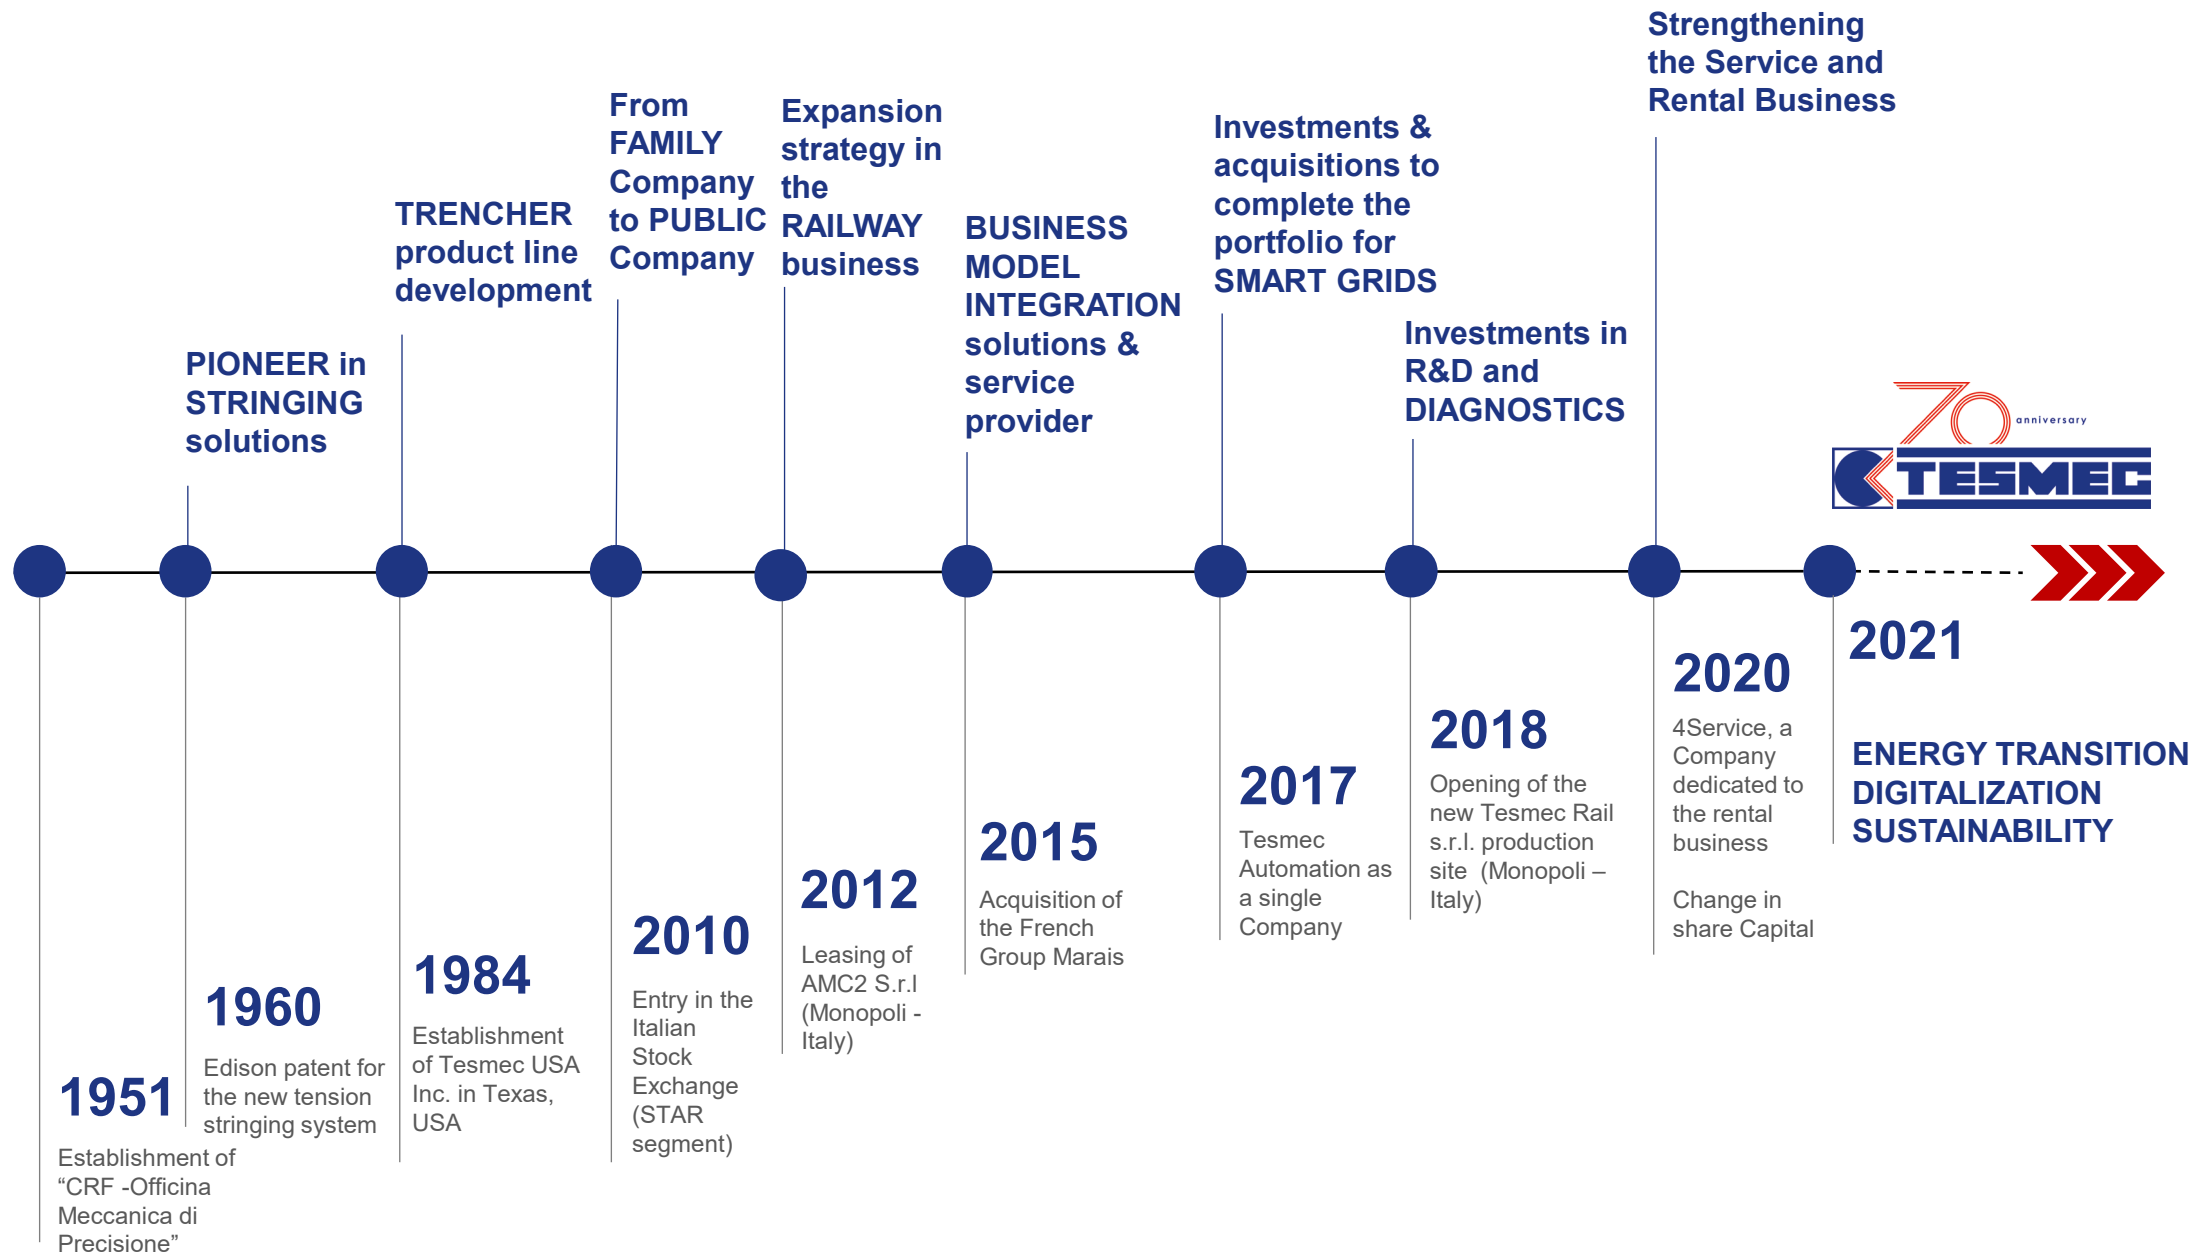 Strengthening
the Service and
Rental Business
From
FAMILY
Company
to PUBLIC
Company
Expansion
strategy in
the
RAILWAY
business
Investments &
acquisitions to
complete the
portfolio for
SMART GRIDS
TRENCHER
product line
development
BUSINESS
MODEL
INTEGRATION
solutions &
service
provider
Investments in
R&D and
DIAGNOSTICS
PIONEER in
STRINGING
solutions
70 anniversary
TESMEC
1951
Establishment of
“CRF -Officina
Meccanica di
Precisione”
1960
Edison patent for
the new tension
stringing system
1984
Establishment
of Tesmec USA
Inc. in Texas,
USA
2010
Entry in the
Italian
Stock
Exchange
(STAR
segment)
2012
Leasing of
AMC2 S.r.l
(Monopoli -
Italy)
2015
Acquisition of
the French
Group Marais
2017
Tesmec
Automation as
a single
Company
2018
Opening of the
new Tesmec Rail
s.r.l. production
site (Monopoli –
Italy)
2020
4Service, a
Company
dedicated to
the rental
business
Change in
share Capital
2021
ENERGY TRANSITION
DIGITALIZATION
SUSTAINABILITY